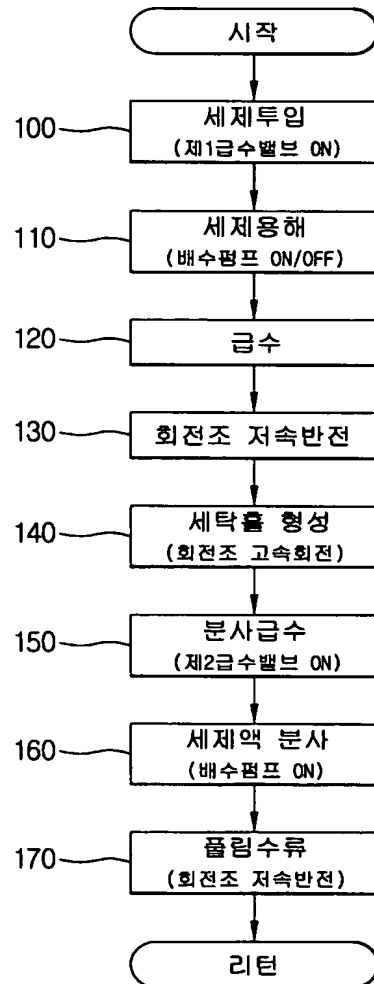 시작
100
세제투입
(제1급수밸브 ON)
110
세제용해
(배수펌프 ON/OFF)
120
급수
130
회전조 저속반전
140
세탁홀 형성
(회전조 고속회전)
150
분사급수
(제2급수밸브 ON)
160
세제액 분사
(배수펌프 ON)
170
풀림수류
(회전조 저속반전)
리턴